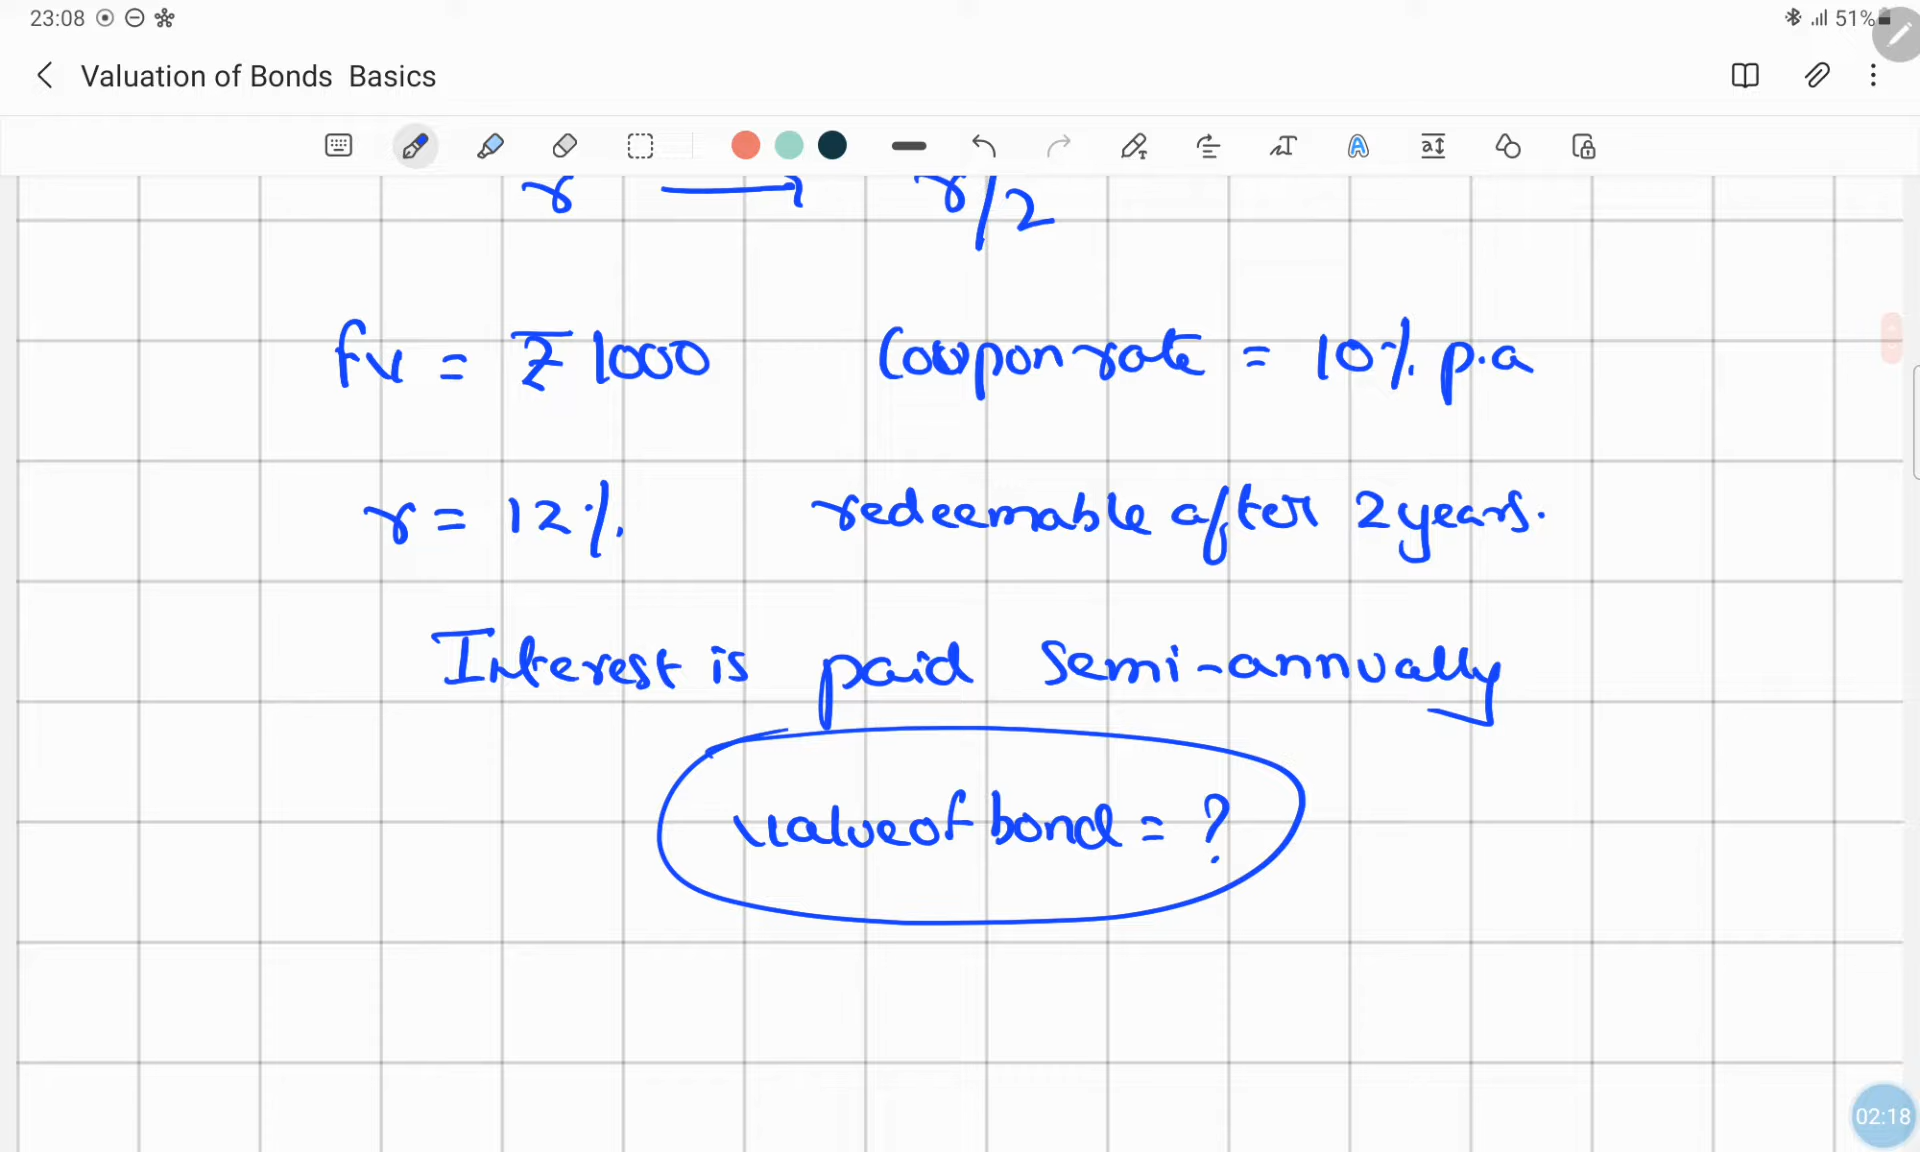 23:08 51%
Valuation of Bonds Basics
r → r/2
fv = ₹ 1000 Coupon rate = 10% p.a
r = 12% redeemable after 2 years.
Interest is paid semi-annually
value of bond = ?
02:18